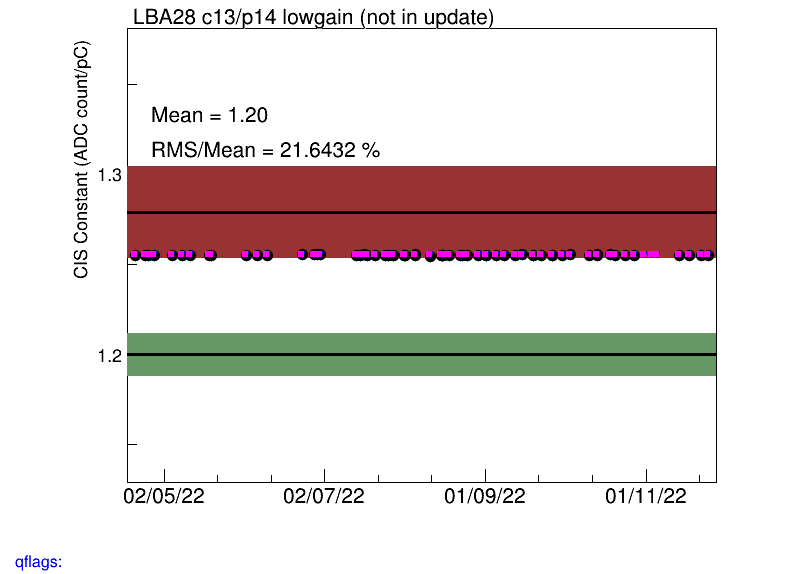 LBA28 c13/p14 lowgain (not in update)
CIS Constant (ADC count/pC)
Mean = 1.20
RMS/Mean = 21.6432 %
1.3
1.2
02/05/22 02/07/22 01/09/22 01/11/22
qflags: